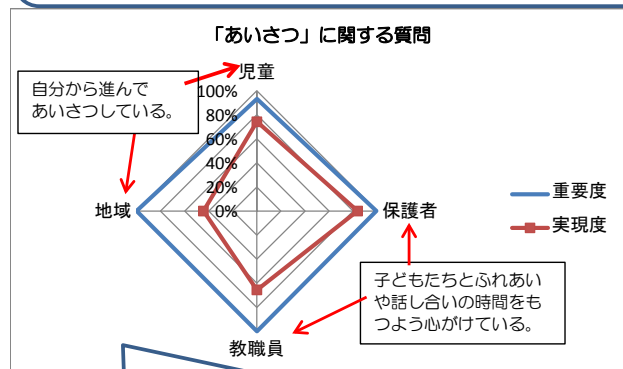 「あいさつ」に関する質問
自分から進んで
あいさつしている。
児童
100%
80%
60%
40%
20%
0%
地域
保護者
教職員
重要度
実現度
子どもたちとふれあい
や話し合いの時間をも
つよう心がけている。